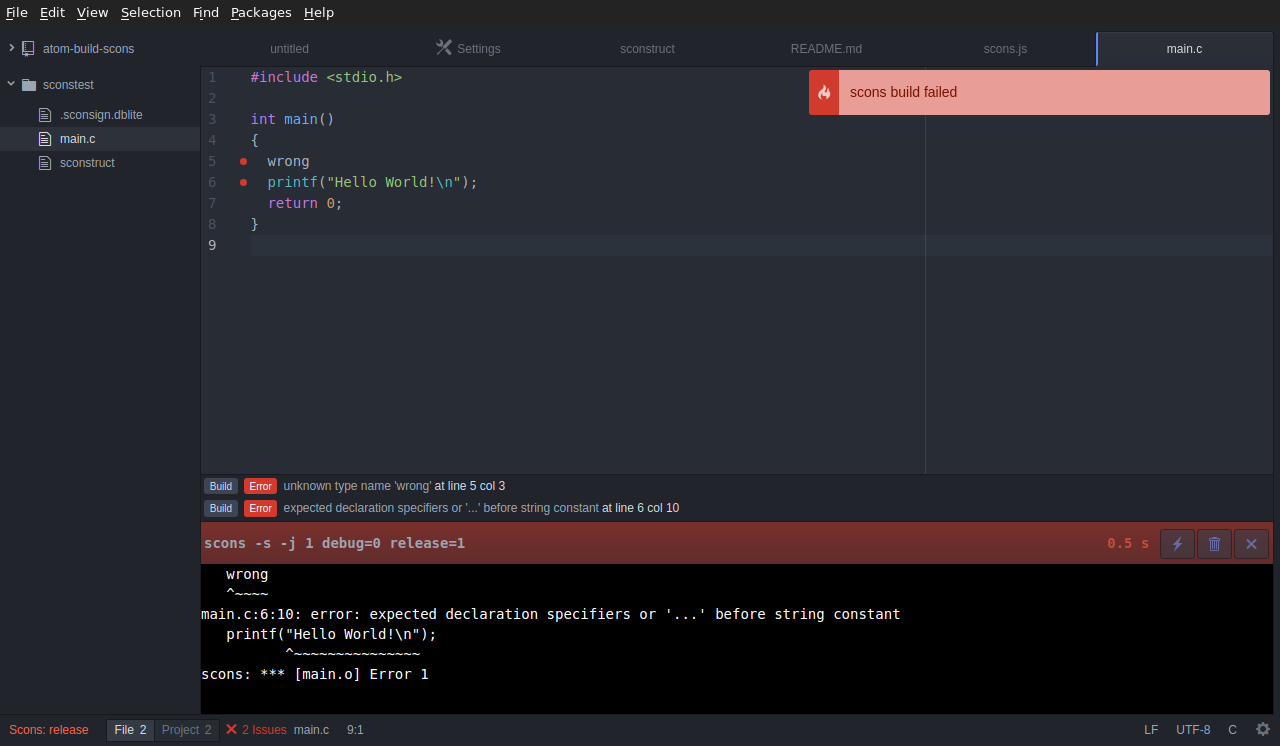 File Edit View Selection Find Packages Help
atom-build-scons
untitled Settings sconstruct README.md scons.js main.c
sconstest
.sconsign.dblite
main.c
sconstruct
scons build failed
1 #include <stdio.h>
2
3 int main()
4 {
5 wrong
6 printf("Hello World!\n");
7 return 0;
8 }
9
Build Error unknown type name 'wrong' at line 5 col 3
Build Error expected declaration specifiers or '...' before string constant at line 6 col 10
scons -s -j 1 debug=0 release=1 0.5 s
wrong
^~~~~
main.c:6:10: error: expected declaration specifiers or '...' before string constant
printf("Hello World!\n");
^~~~~~~~~~~~~~~~
scons: *** [main.o] Error 1
Scons: release File 2 Project 2 2 Issues main.c 9:1 LF UTF-8 C